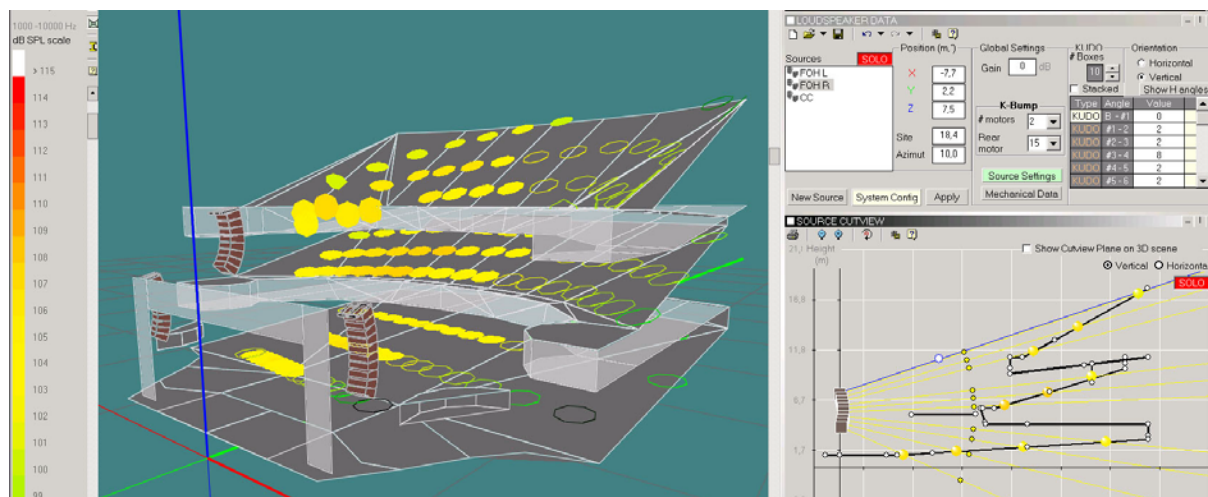 1000 -10000 Hz
dB SPL scale
> 115
114
113
112
111
110
109
108
107
106
105
104
103
102
101
100
99
LOUDSPEAKER DATA
Sources
SOLO
FOH L
FOH R
CC
Position (m,°)
X -7,7
Y 2,2
Z 7,5
Site 18,4
Azimut 10,0
Global Settings
Gain 0 dB
K-Bump
# motors 2
Rear motor 15
Source Settings
Mechanical Data
KUDO
# Boxes
10
Stacked
Orientation
Horizontal
Vertical
Show H angles
Type Angle Value
KUDO B - #1 0
KUDO #1 - 2 2
KUDO #2 - 3 2
KUDO #3 - 4 8
KUDO #4 - 5 2
KUDO #5 - 6 2
New Source System Config Apply
SOURCE CUTVIEW
21,1 Height
(m)
Show Cutview Plane on 3D scene
Vertical Horizonta
SOLO
16,8
11,8
6,7
1,7